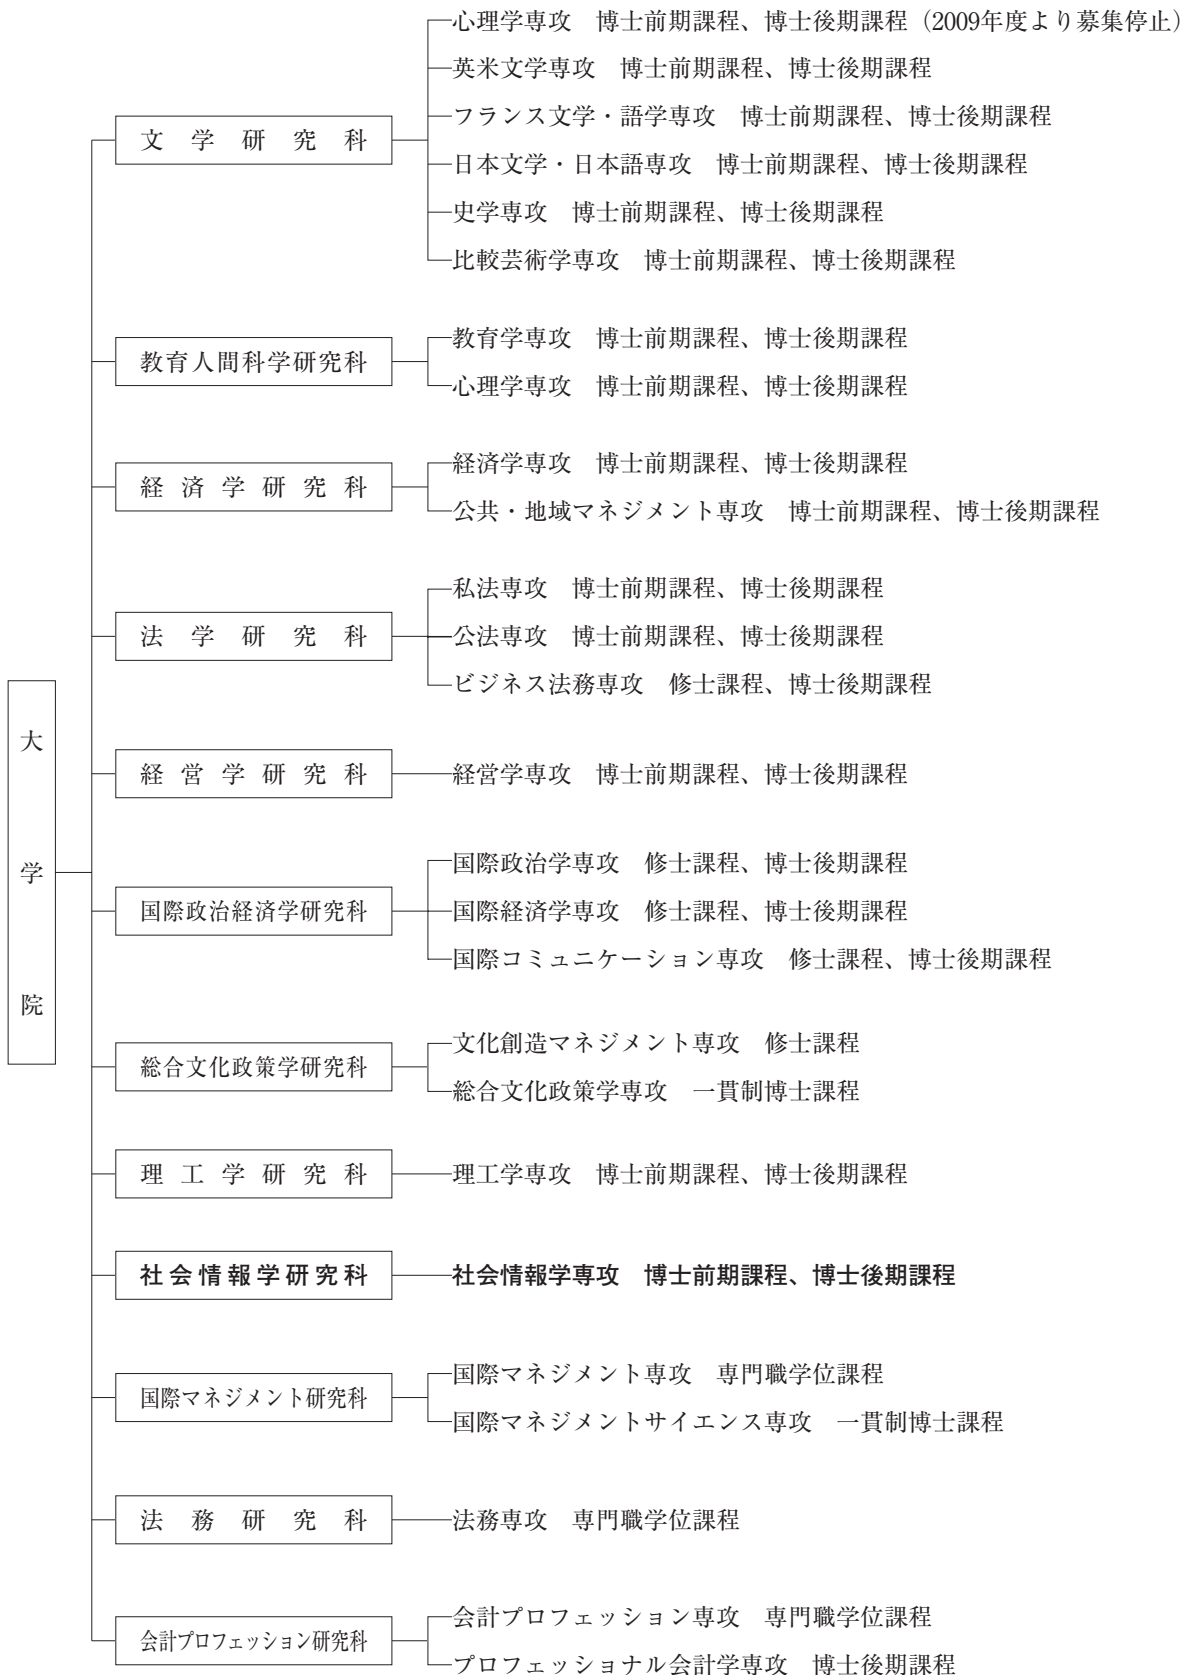 大学院
文学研究科
心理学専攻　博士前期課程、博士後期課程（2009年度より募集停止）
英米文学専攻　博士前期課程、博士後期課程
フランス文学・語学専攻　博士前期課程、博士後期課程
日本文学・日本語専攻　博士前期課程、博士後期課程
史学専攻　博士前期課程、博士後期課程
比較芸術学専攻　博士前期課程、博士後期課程
教育人間科学研究科
教育学専攻　博士前期課程、博士後期課程
心理学専攻　博士前期課程、博士後期課程
経済学研究科
経済学専攻　博士前期課程、博士後期課程
公共・地域マネジメント専攻　博士前期課程、博士後期課程
法学研究科
私法専攻　博士前期課程、博士後期課程
公法専攻　博士前期課程、博士後期課程
ビジネス法務専攻　修士課程、博士後期課程
経営学研究科
経営学専攻　博士前期課程、博士後期課程
国際政治経済学研究科
国際政治学専攻　修士課程、博士後期課程
国際経済学専攻　修士課程、博士後期課程
国際コミュニケーション専攻　修士課程、博士後期課程
総合文化政策学研究科
文化創造マネジメント専攻　修士課程
総合文化政策学専攻　一貫制博士課程
理工学研究科
理工学専攻　博士前期課程、博士後期課程
社会情報学研究科
社会情報学専攻　博士前期課程、博士後期課程
国際マネジメント研究科
国際マネジメント専攻　専門職学位課程
国際マネジメントサイエンス専攻　一貫制博士課程
法務研究科
法務専攻　専門職学位課程
会計プロフェッション研究科
会計プロフェッション専攻　専門職学位課程
プロフェッショナル会計学専攻　博士後期課程